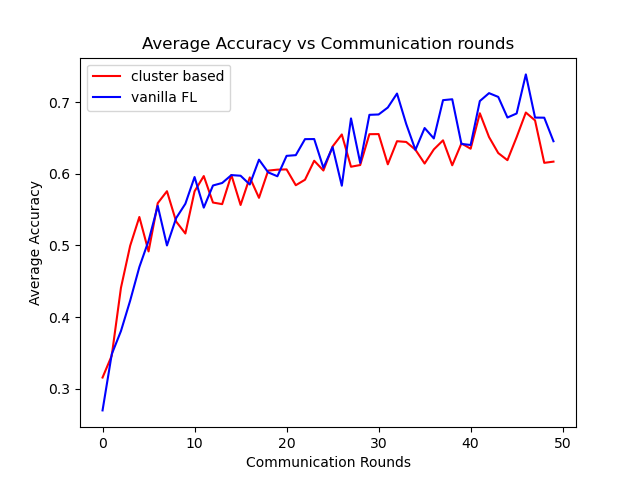 Average Accuracy vs Communication rounds
cluster based
vanilla FL
0.7
0.6
0.5
0.4
0.3
Average Accuracy
0 10 20 30 40 50
Communication Rounds